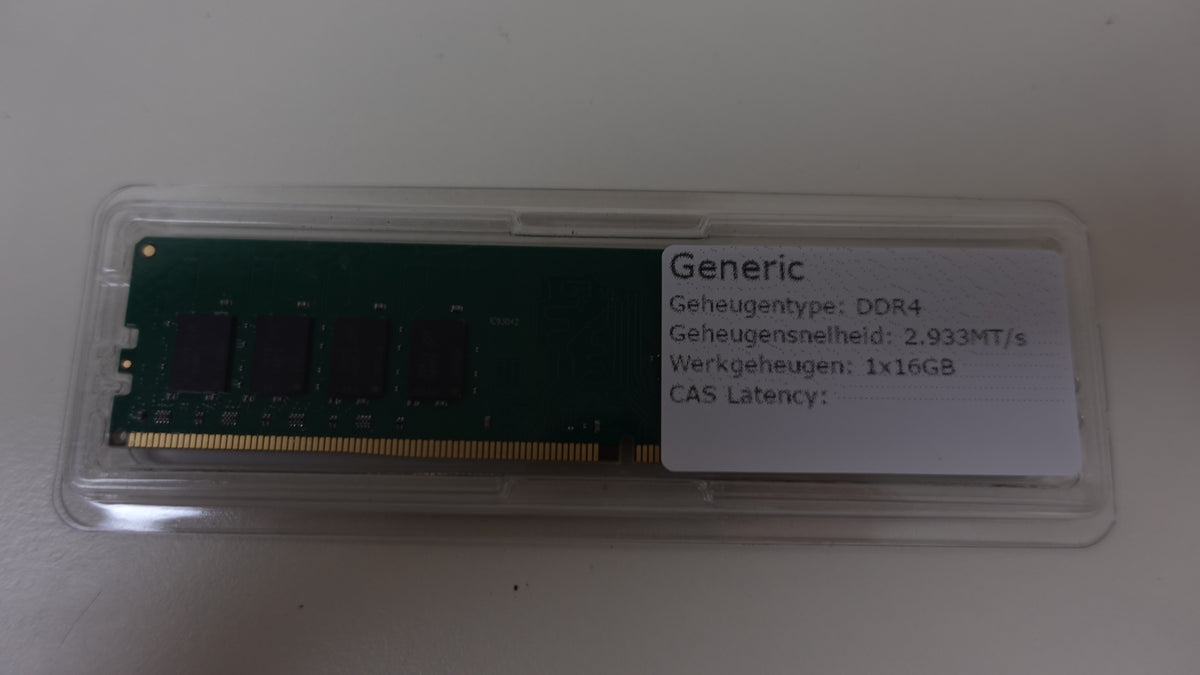 Generic
Geheugentype: DDR4
Geheugensnelheid: 2.933MT/s
Werkgeheugen: 1x16GB
CAS Latency: